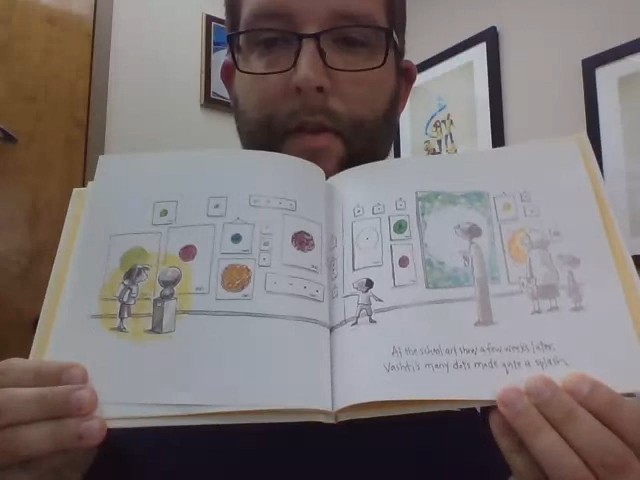 At the school art show a few weeks later,
Vashti's many dots made quite a splash.